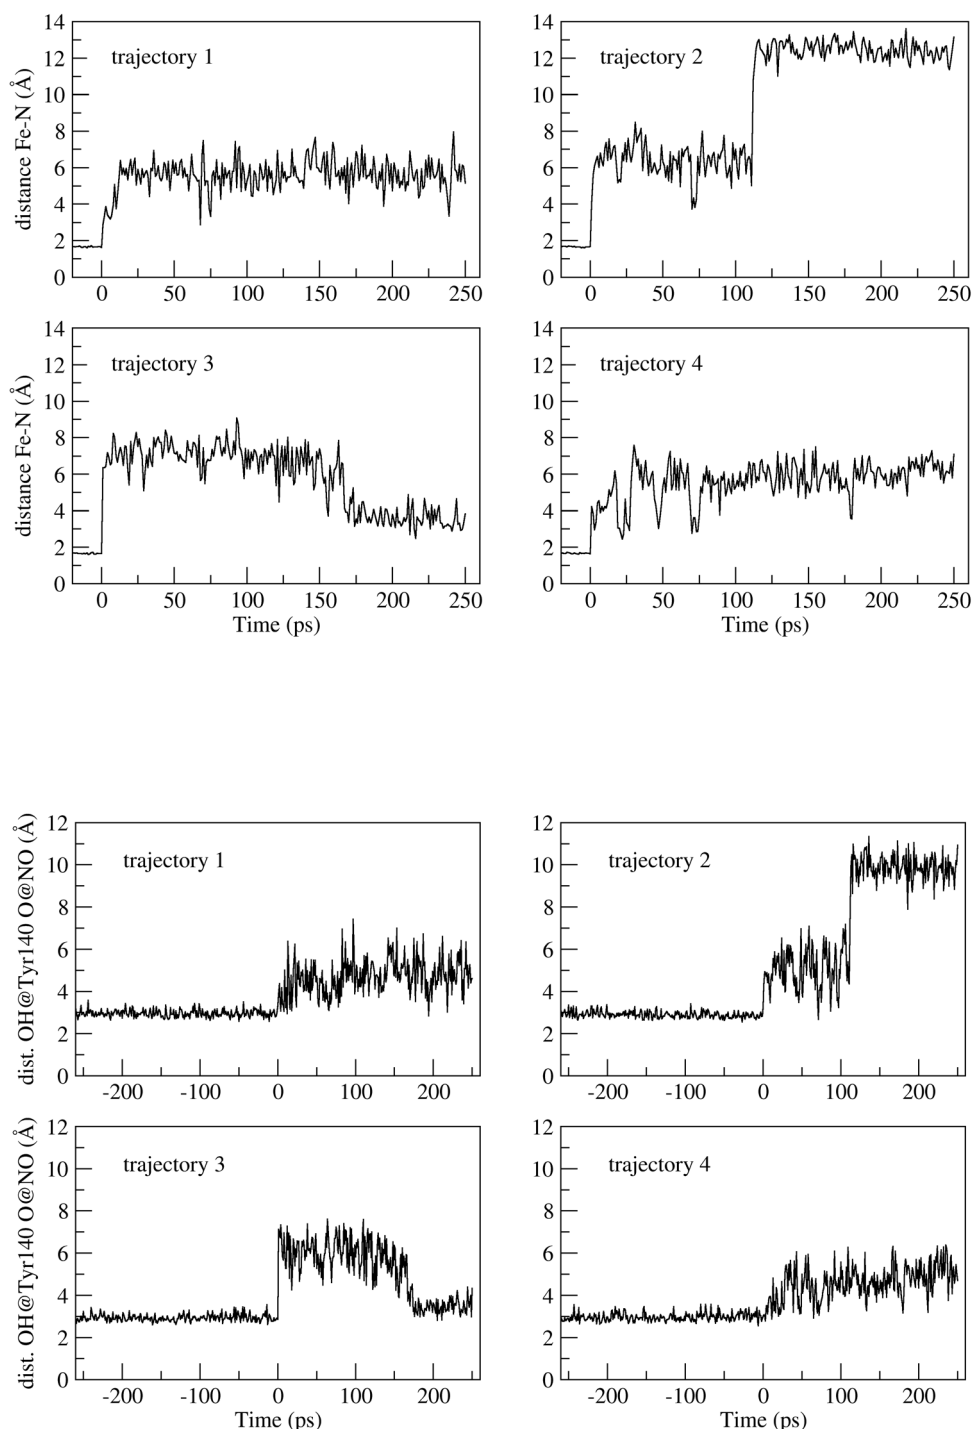 14
12
10
8
6
4
2
0
distance Fe-N (Å)
trajectory 1
0 50 100 150 200 250
14
12
10
8
6
4
2
0
trajectory 2
0 50 100 150 200 250
14
12
10
8
6
4
2
0
distance Fe-N (Å)
trajectory 3
0 50 100 150 200 250
Time (ps)
14
12
10
8
6
4
2
0
trajectory 4
0 50 100 150 200 250
Time (ps)
12
10
8
6
4
2
0
dist. OH@Tyr140 O@NO (Å)
trajectory 1
-200 -100 0 100 200
12
10
8
6
4
2
0
trajectory 2
-200 -100 0 100 200
12
10
8
6
4
2
0
dist. OH@Tyr140 O@NO (Å)
trajectory 3
-200 -100 0 100 200
Time (ps)
12
10
8
6
4
2
0
trajectory 4
-200 -100 0 100 200
Time (ps)